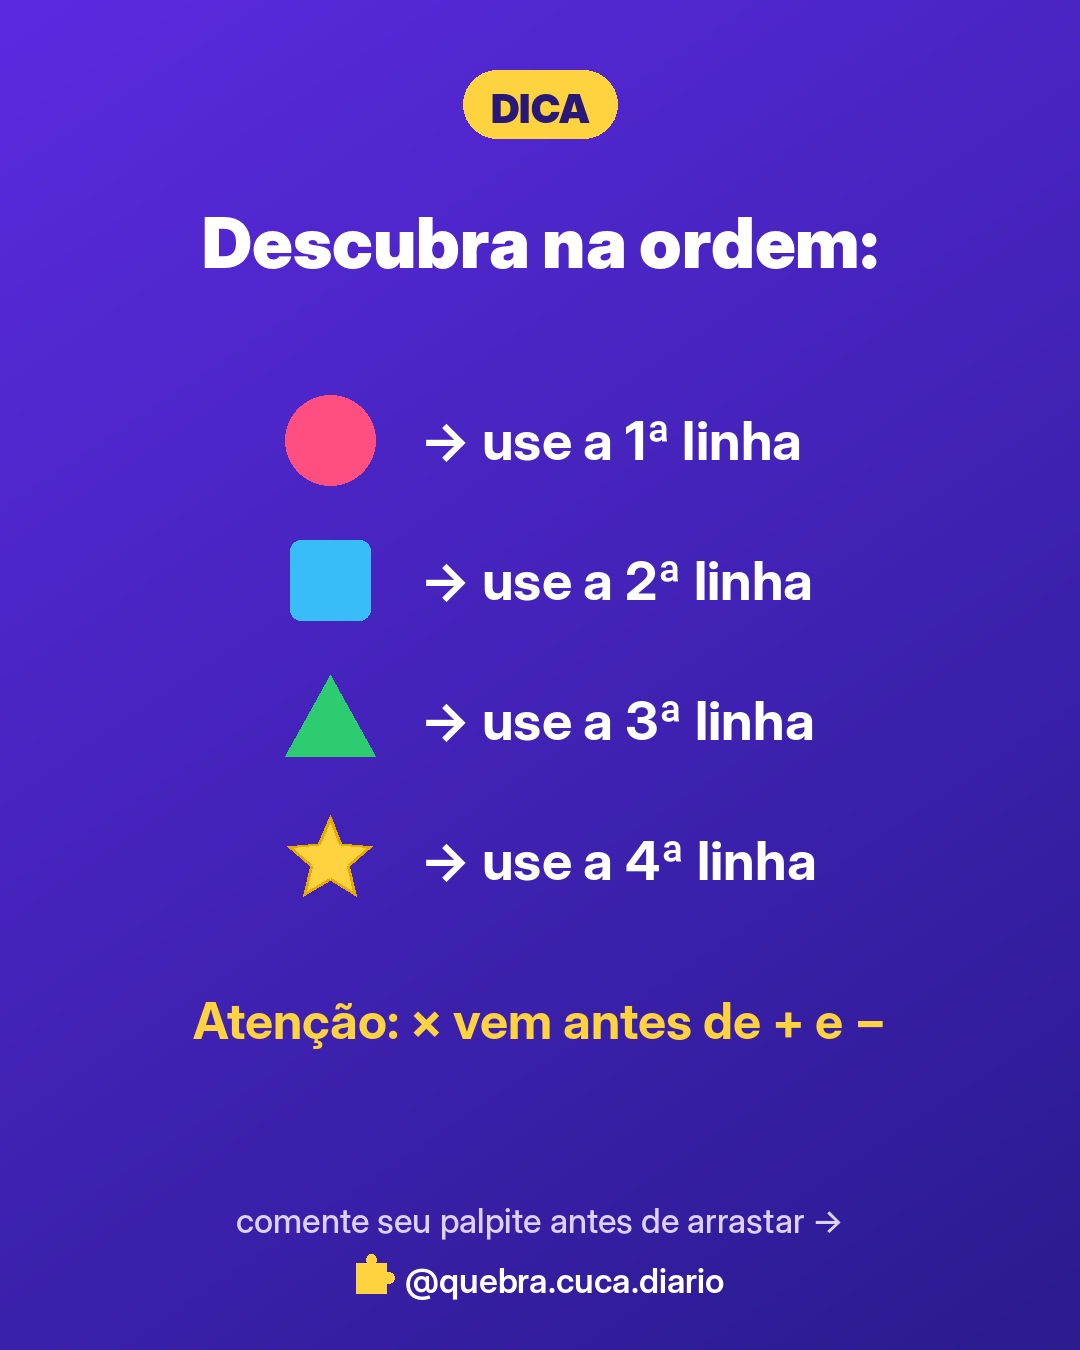 DICA
Descubra na ordem:
→ use a 1ª linha
→ use a 2ª linha
→ use a 3ª linha
→ use a 4ª linha
Atenção: × vem antes de + e −
comente seu palpite antes de arrastar →
@quebra.cuca.diario